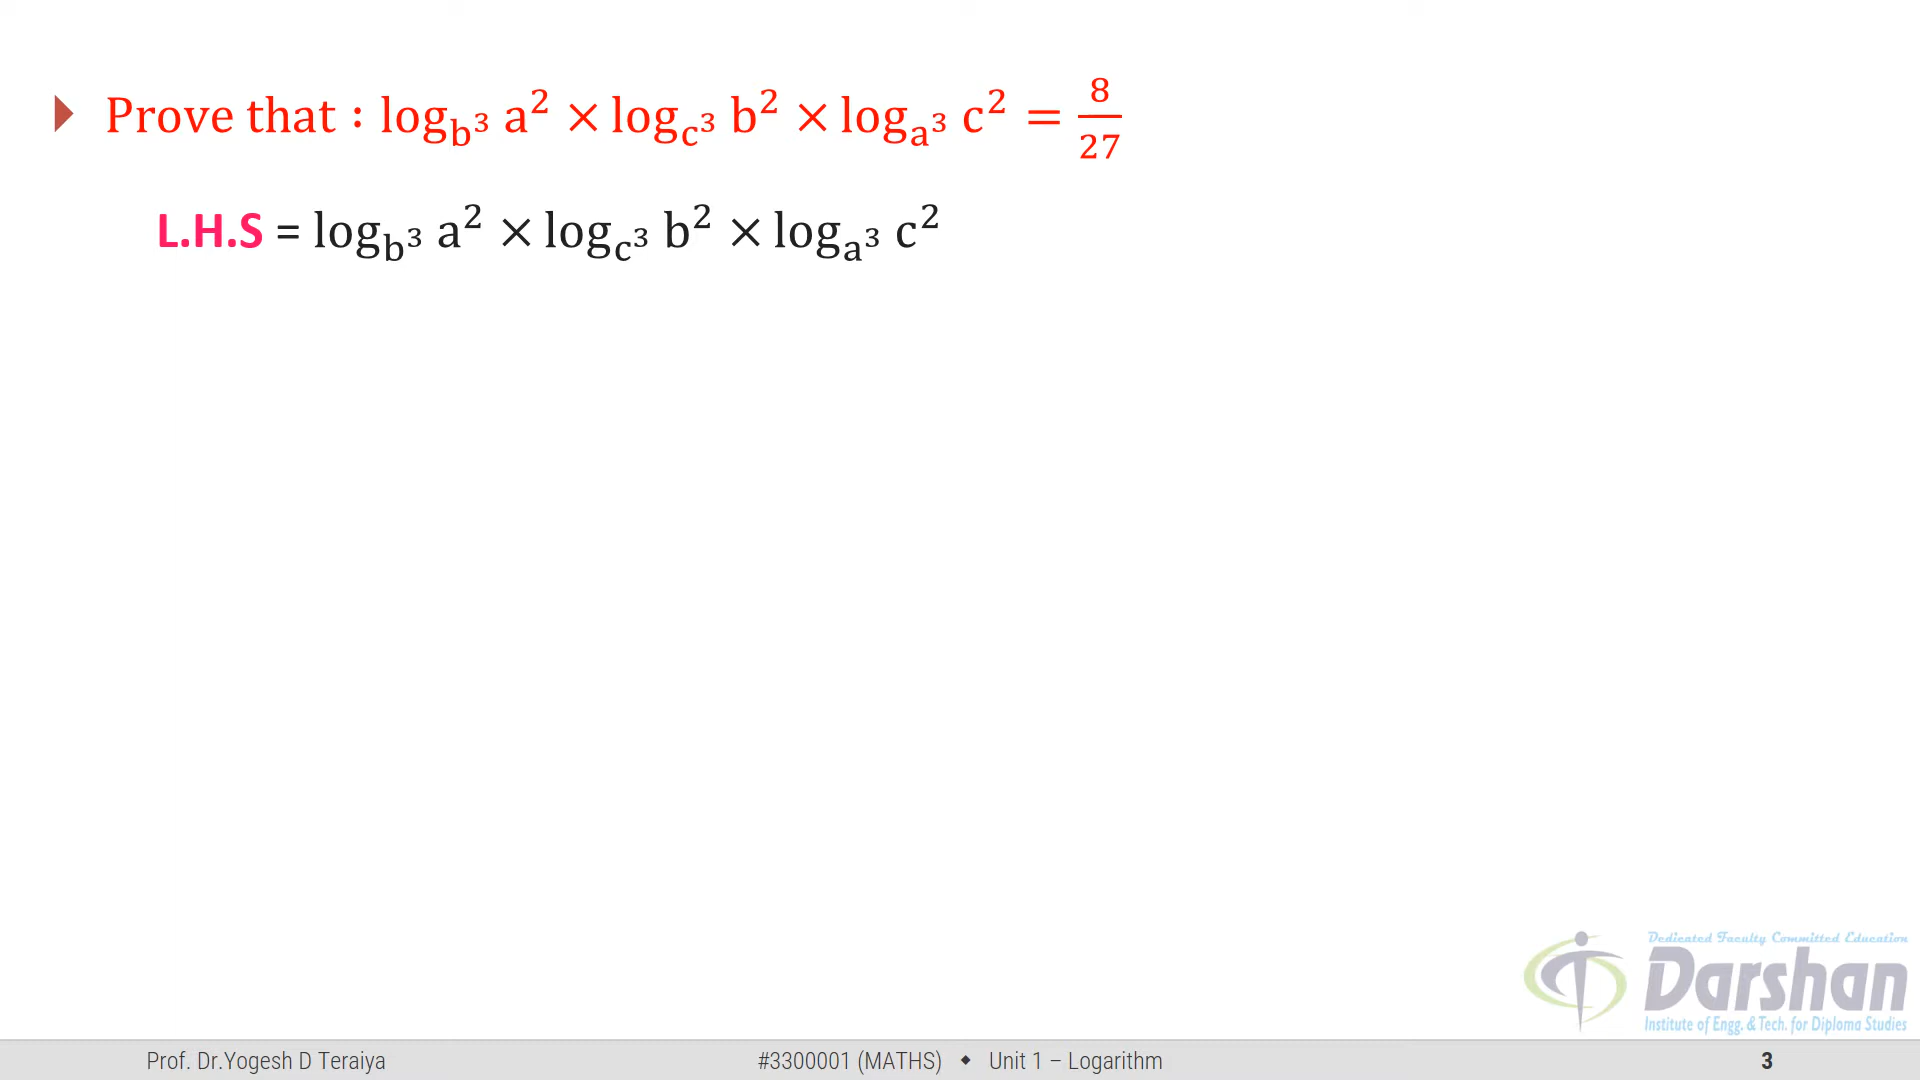 Prove that : log_{b³} a² × log_{c³} b² × log_{a³} c² = 8/27
L.H.S = log_{b³} a² × log_{c³} b² × log_{a³} c²
Dedicated Faculty Committed Education
Darshan
Institute of Engg. & Tech. for Diploma Studies
Prof. Dr.Yogesh D Teraiya #3300001 (MATHS) ◆ Unit 1 – Logarithm 3